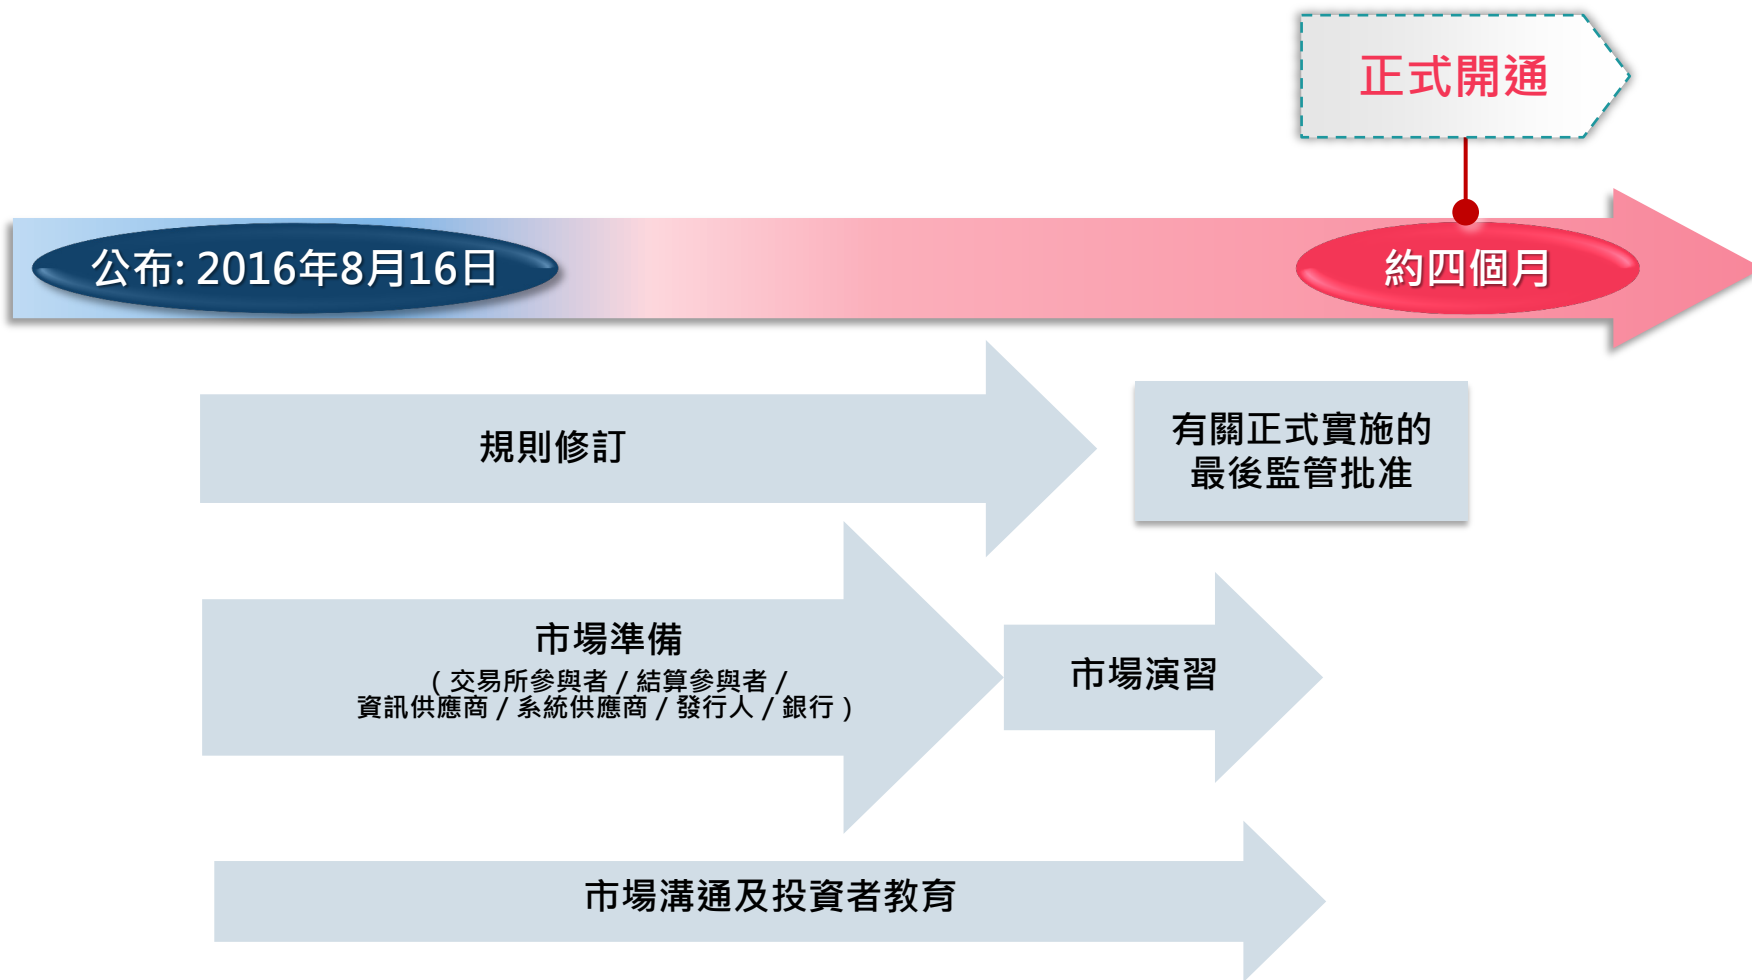 正式開通
公布: 2016年8月16日
約四個月
規則修訂
有關正式實施的
最後監管批准
市場準備
（交易所參與者 / 結算參與者 /
資訊供應商 / 系統供應商 / 發行人 / 銀行）
市場演習
市場溝通及投資者教育